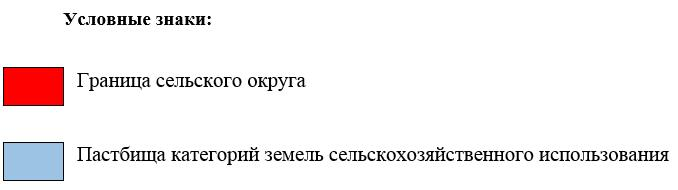 Условные знаки:
Граница сельского округа
Пастбища категорий земель сельскохозяйственного использования